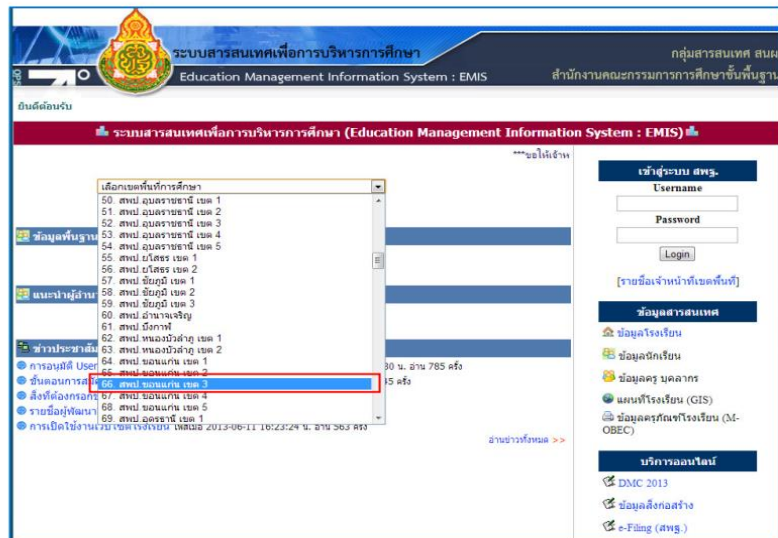 ระบบสารสนเทศเพื่อการบริหารการศึกษา
Education Management Information System : EMIS
กลุ่มสารสนเทศ สนผ
สำนักงานคณะกรรมการการศึกษาขั้นพื้นฐาน
OPS
ยินดีต้อนรับ
ระบบสารสนเทศเพื่อการบริหารการศึกษา (Education Management Information System : EMIS)
***ขอให้เจ้าห
เลือกเขตพื้นที่การศึกษา
50. สพป.อุบลราชธานี เขต 1
51. สพป.อุบลราชธานี เขต 2
52. สพป.อุบลราชธานี เขต 3
53. สพป.อุบลราชธานี เขต 4
54. สพป.อุบลราชธานี เขต 5
55. สพป.ยโสธร เขต 1
56. สพป.ยโสธร เขต 2
57. สพป.ชัยภูมิ เขต 1
58. สพป.ชัยภูมิ เขต 2
59. สพป.ชัยภูมิ เขต 3
60. สพป.อำนาจเจริญ
61. สพป.บึงกาฬ
62. สพป.หนองบัวลำภู เขต 1
63. สพป.หนองบัวลำภู เขต 2
64. สพป.ขอนแก่น เขต 1
65. สพป.ขอนแก่น เขต 2
66. สพป.ขอนแก่น เขต 3
67. สพป.ขอนแก่น เขต 4
68. สพป.ขอนแก่น เขต 5
69. สพป.อุดรธานี เขต 1
ข้อมูลพื้นฐาน
แนะนำผู้อำนว
ข่าวประชาสัม
การอนุมัติ User
30 น. อ่าน 785 ครั้ง
ขั้นตอนการสมั
45 ครั้ง
สิ่งที่ต้องกรอกข
รายชื่อผู้พัฒนา
การเปิดใช้งานเว็บไซต์โรงเรียน โพสเมื่อ 2013-06-11 16:23:24 น. อ่าน 563 ครั้ง
อ่านข่าวทั้งหมด >>
เข้าสู่ระบบ สพฐ.
Username
Password
Login
[รายชื่อเจ้าหน้าที่เขตพื้นที่]
ข้อมูลสารสนเทศ
ข้อมูลโรงเรียน
ข้อมูลนักเรียน
ข้อมูลครู บุคลากร
แผนที่โรงเรียน (GIS)
ข้อมูลครุภัณฑ์โรงเรียน (M-
OBEC)
บริการออนไลน์
DMC 2013
ข้อมูลสิ่งก่อสร้าง
e-Filing (สพฐ.)